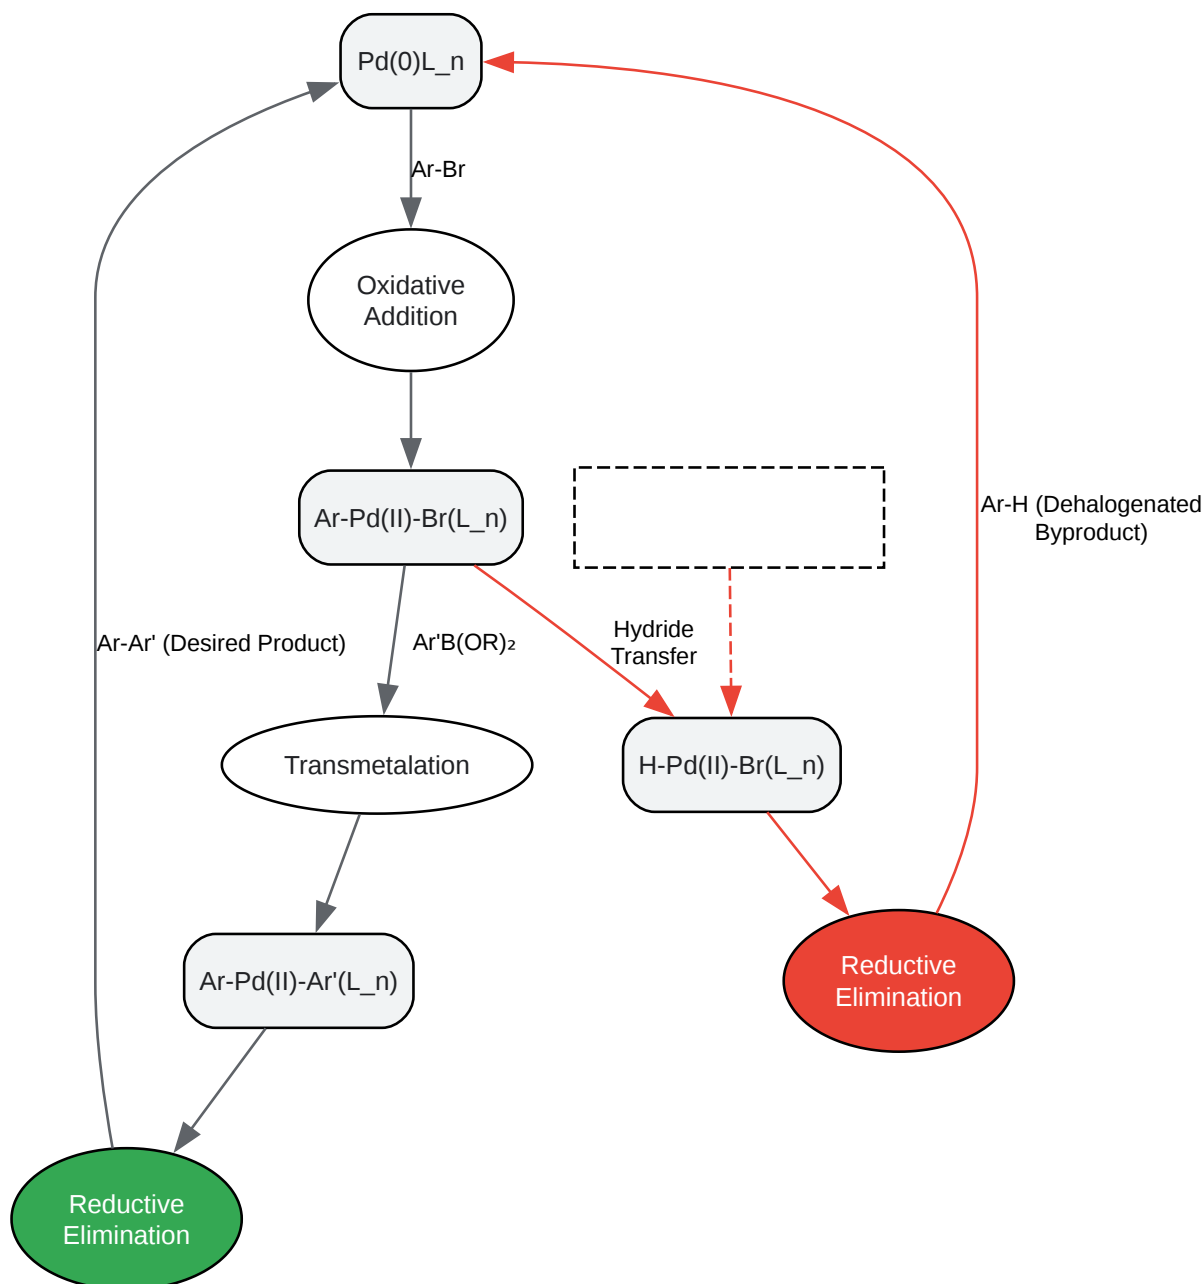 Pd(0)L_n
Ar-Br
Oxidative
Addition
Ar-Pd(II)-Br(L_n)
Ar-H (Dehalogenated
Byproduct)
Ar-Ar' (Desired Product)
Ar'B(OR)₂
Hydride
Transfer
Transmetalation
H-Pd(II)-Br(L_n)
Ar-Pd(II)-Ar'(L_n)
Reductive
Elimination
Reductive
Elimination